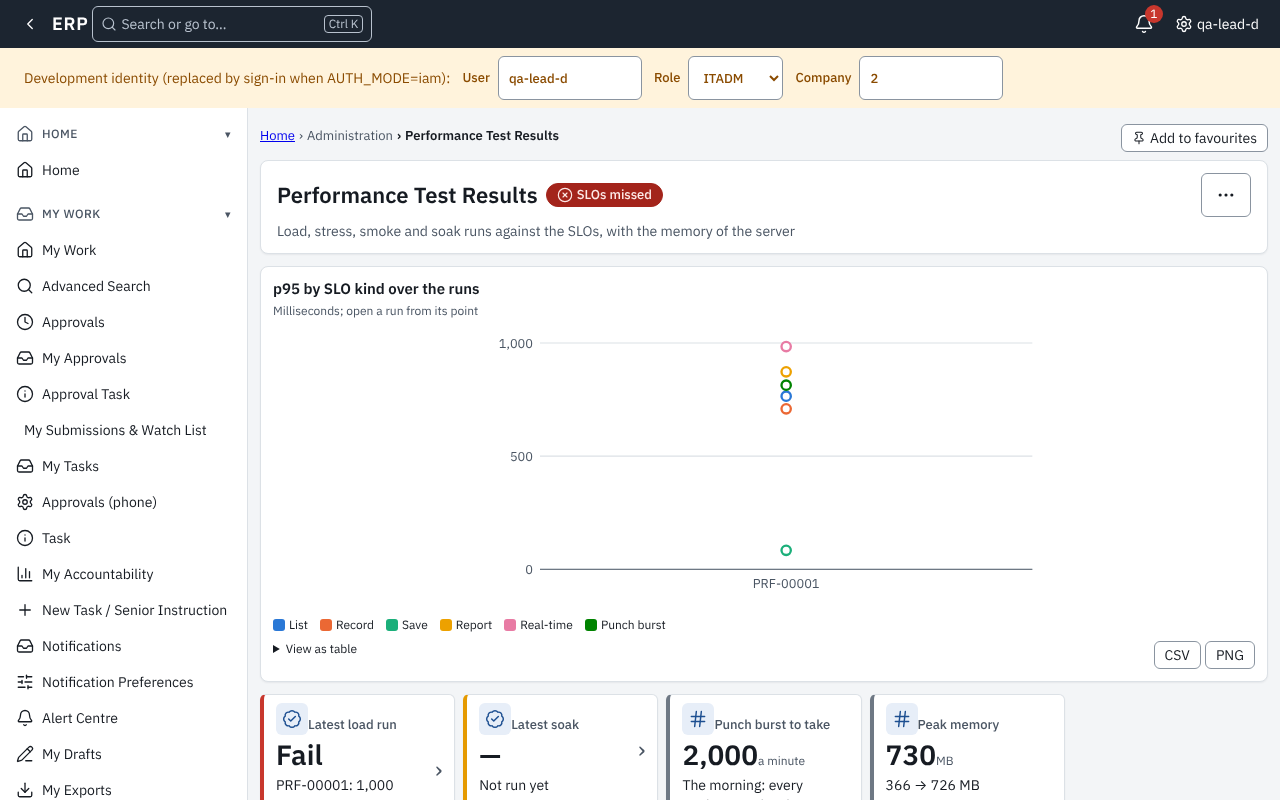 ERP
Search or go to…
Ctrl K
1
qa-lead-d
Development identity (replaced by sign-in when AUTH_MODE=iam):
User
qa-lead-d
Role
ITADM
Company
2
HOME
Home
MY WORK
My Work
Advanced Search
Approvals
My Approvals
Approval Task
My Submissions & Watch List
My Tasks
Approvals (phone)
Task
My Accountability
New Task / Senior Instruction
Notifications
Notification Preferences
Alert Centre
My Drafts
My Exports
Home › Administration › Performance Test Results
Add to favourites
Performance Test Results
SLOs missed
Load, stress, smoke and soak runs against the SLOs, with the memory of the server
p95 by SLO kind over the runs
Milliseconds; open a run from its point
1,000
500
0
PRF-00001
List
Record
Save
Report
Real-time
Punch burst
View as table
CSV
PNG
Latest load run
Fail
PRF-00001: 1,000
Latest soak
—
Not run yet
Punch burst to take
2,000 a minute
The morning: every
Peak memory
730 MB
366 → 726 MB